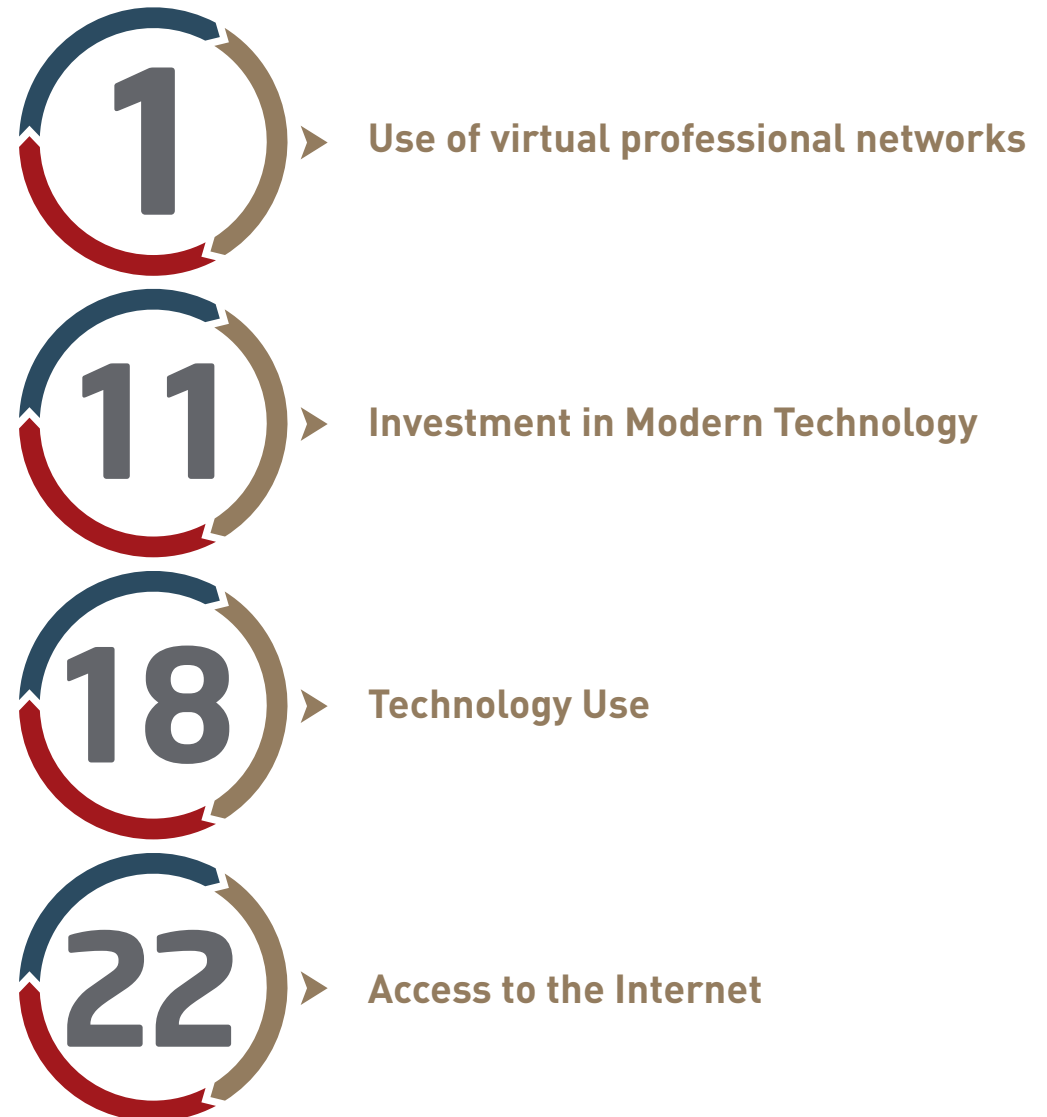 1
Use of virtual professional networks
11
Investment in Modern Technology
18
Technology Use
22
Access to the Internet